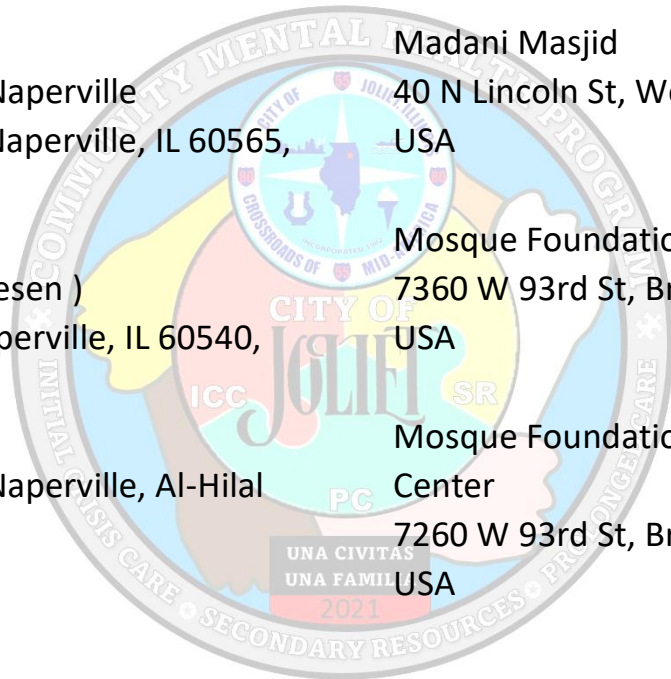 Naperville
Naperville, IL 60565,
esen )
perville, IL 60540,
Naperville, Al-Hilal
Madani Masjid
40 N Lincoln St, We
USA
Mosque Foundatio
7360 W 93rd St, Br
USA
Mosque Foundatio
Center
7260 W 93rd St, Br
USA
COMMUNITY MENTAL HEALTH PROGRAM
CITY OF JOLIET, ILLINOIS
INCORPORATED 1852
CROSSROADS OF MID-AMERICA
CITY OF
JOLIET
ICC
SR
PC
UNA CIVITAS
UNA FAMILIA
2021
INITIAL CRISIS CARE
SECONDARY RESOURCES
PROLONGED CARE